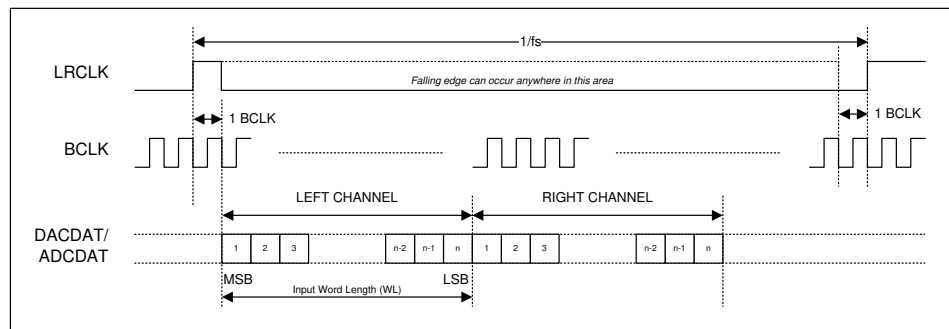 1/fs
LRCLK
Falling edge can occur anywhere in this area
1 BCLK
1 BCLK
BCLK
LEFT CHANNEL
RIGHT CHANNEL
DACDAT/
ADCDAT
1 2 3 n-2 n-1 n 1 2 3 n-2 n-1 n
MSB
LSB
Input Word Length (WL)